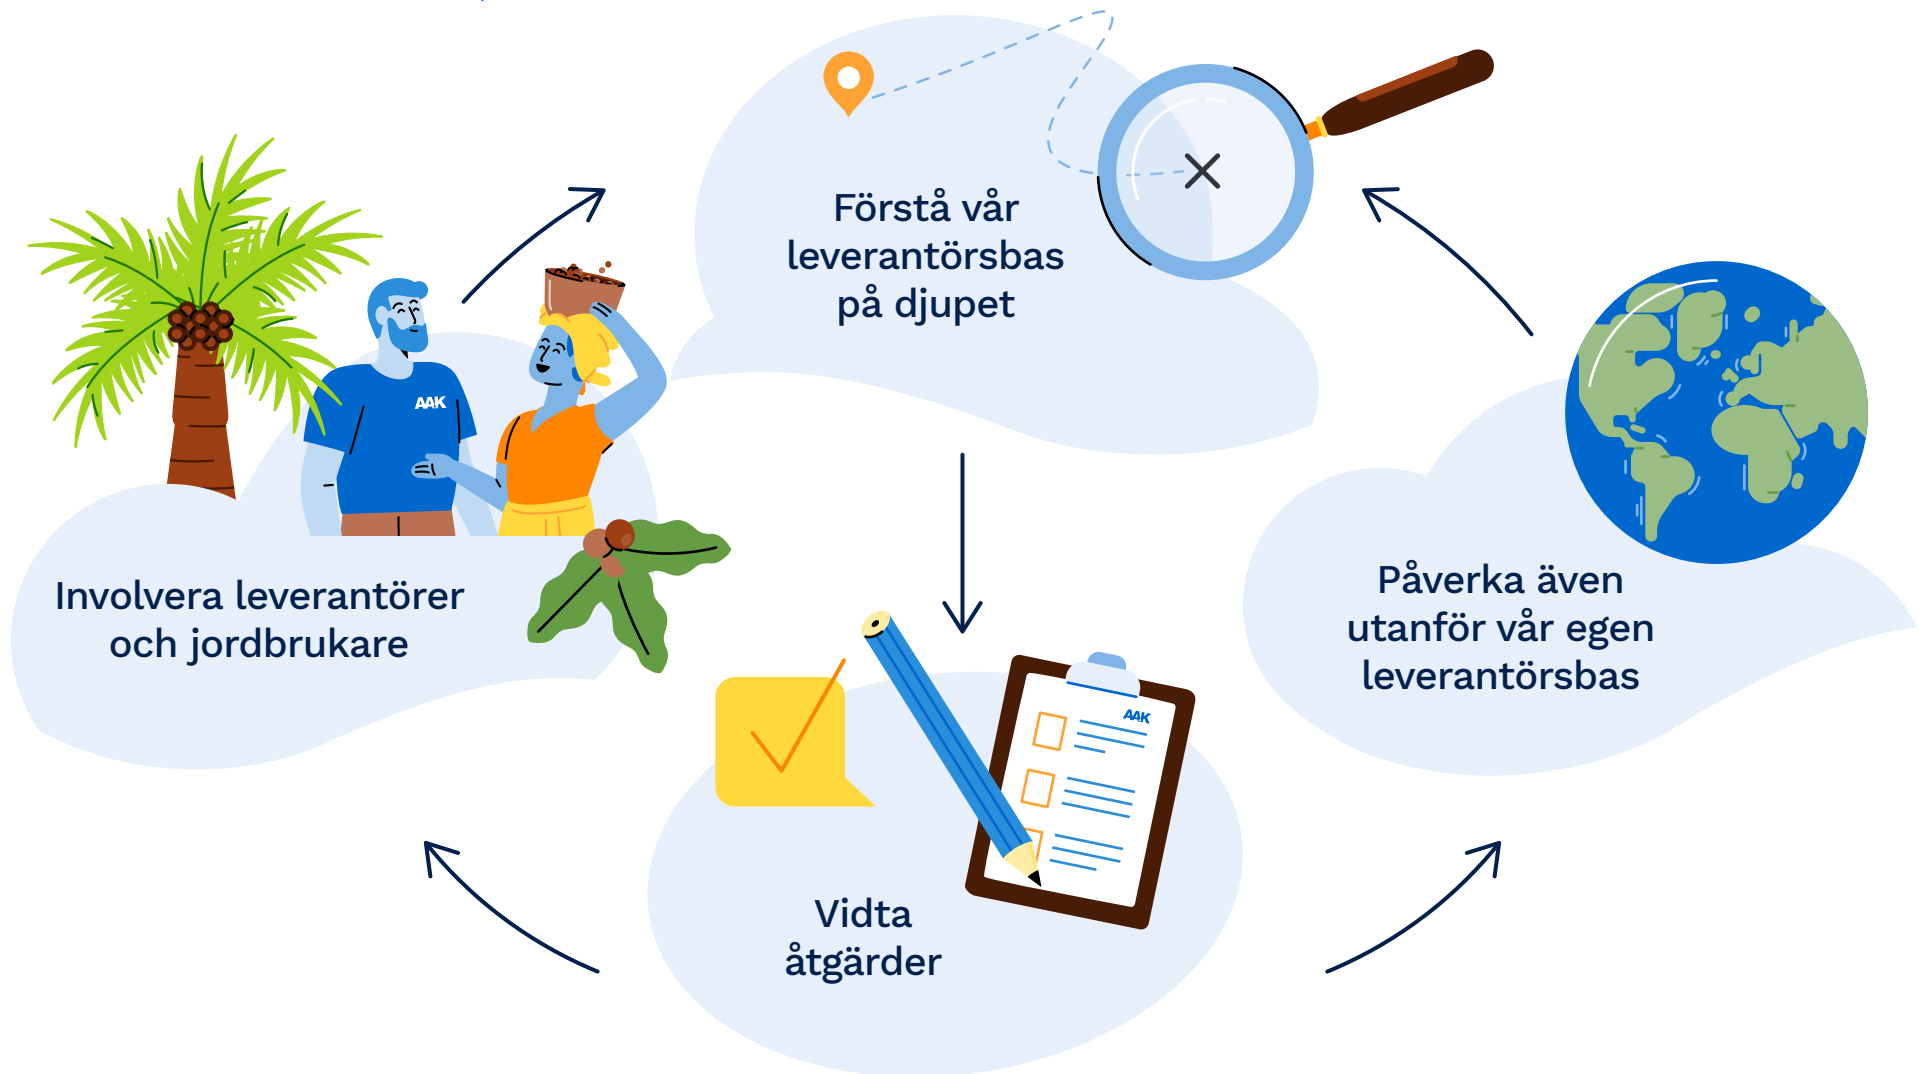 Förstå vår
leverantörsbas
på djupet
AAK
Involvera leverantörer
och jordbrukare
Påverka även
utanför vår egen
leverantörsbas
AAK
Vidta
åtgärder